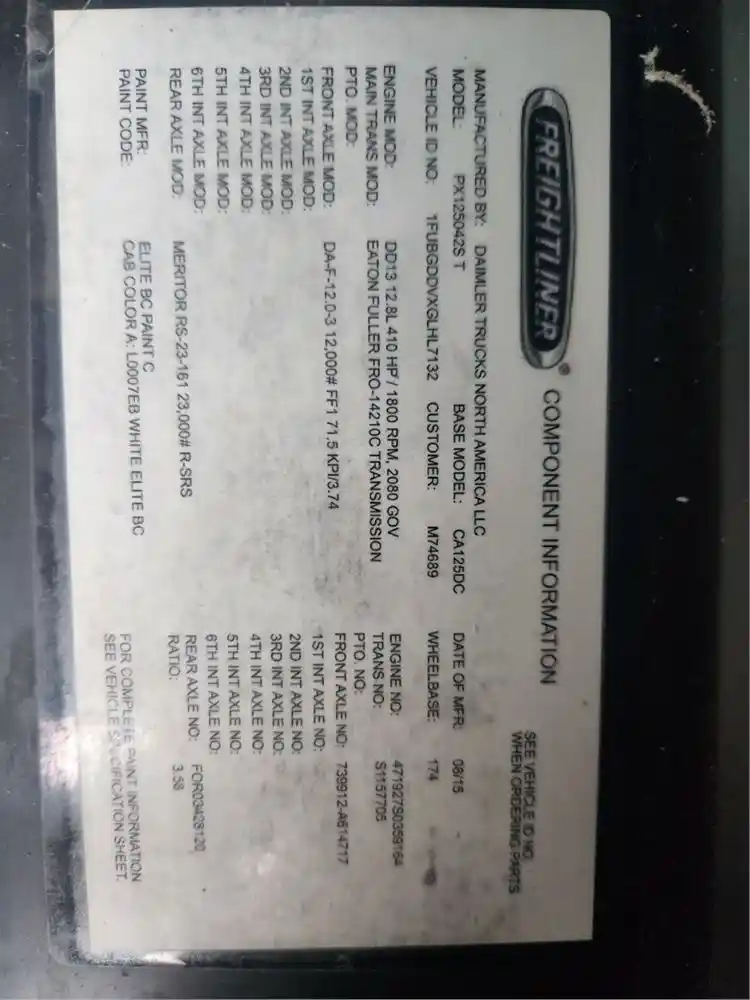 FREIGHTLINER® COMPONENT INFORMATION
SEE VEHICLE ID NO.
WHEN ORDERING PARTS
MANUFACTURED BY: DAIMLER TRUCKS NORTH AMERICA LLC
MODEL: PX125042S T BASE MODEL: CA125DC DATE OF MFR: 08/15
VEHICLE ID NO: 1FUBGDDVXGLHL7132 CUSTOMER: M74689 WHEELBASE: 174
ENGINE MOD: DD13 12.8L 410 HP / 1800 RPM, 2080 GOV ENGINE NO: 471927S0359164
MAIN TRANS MOD: EATON FULLER FRO-14210C TRANSMISSION TRANS NO: S1157705
PTO. MOD: PTO. NO:
FRONT AXLE MOD: DA-F-12.0-3 12,000# FF1 71.5 KPI/3.74 FRONT AXLE NO: 739912-A614717
1ST INT AXLE MOD: 1ST INT AXLE NO:
2ND INT AXLE MOD: 2ND INT AXLE NO:
3RD INT AXLE MOD: 3RD INT AXLE NO:
4TH INT AXLE MOD: 4TH INT AXLE NO:
5TH INT AXLE MOD: 5TH INT AXLE NO:
6TH INT AXLE MOD: 6TH INT AXLE NO:
REAR AXLE MOD: MERITOR RS-23-161 23,000# R-SRS REAR AXLE NO: FOR03428120
RATIO: 3.58
PAINT MFR: ELITE BC PAINT C
PAINT CODE: CAB COLOR A: L0007EB WHITE ELITE BC
FOR COMPLETE PAINT INFORMATION
SEE VEHICLE SPECIFICATION SHEET.